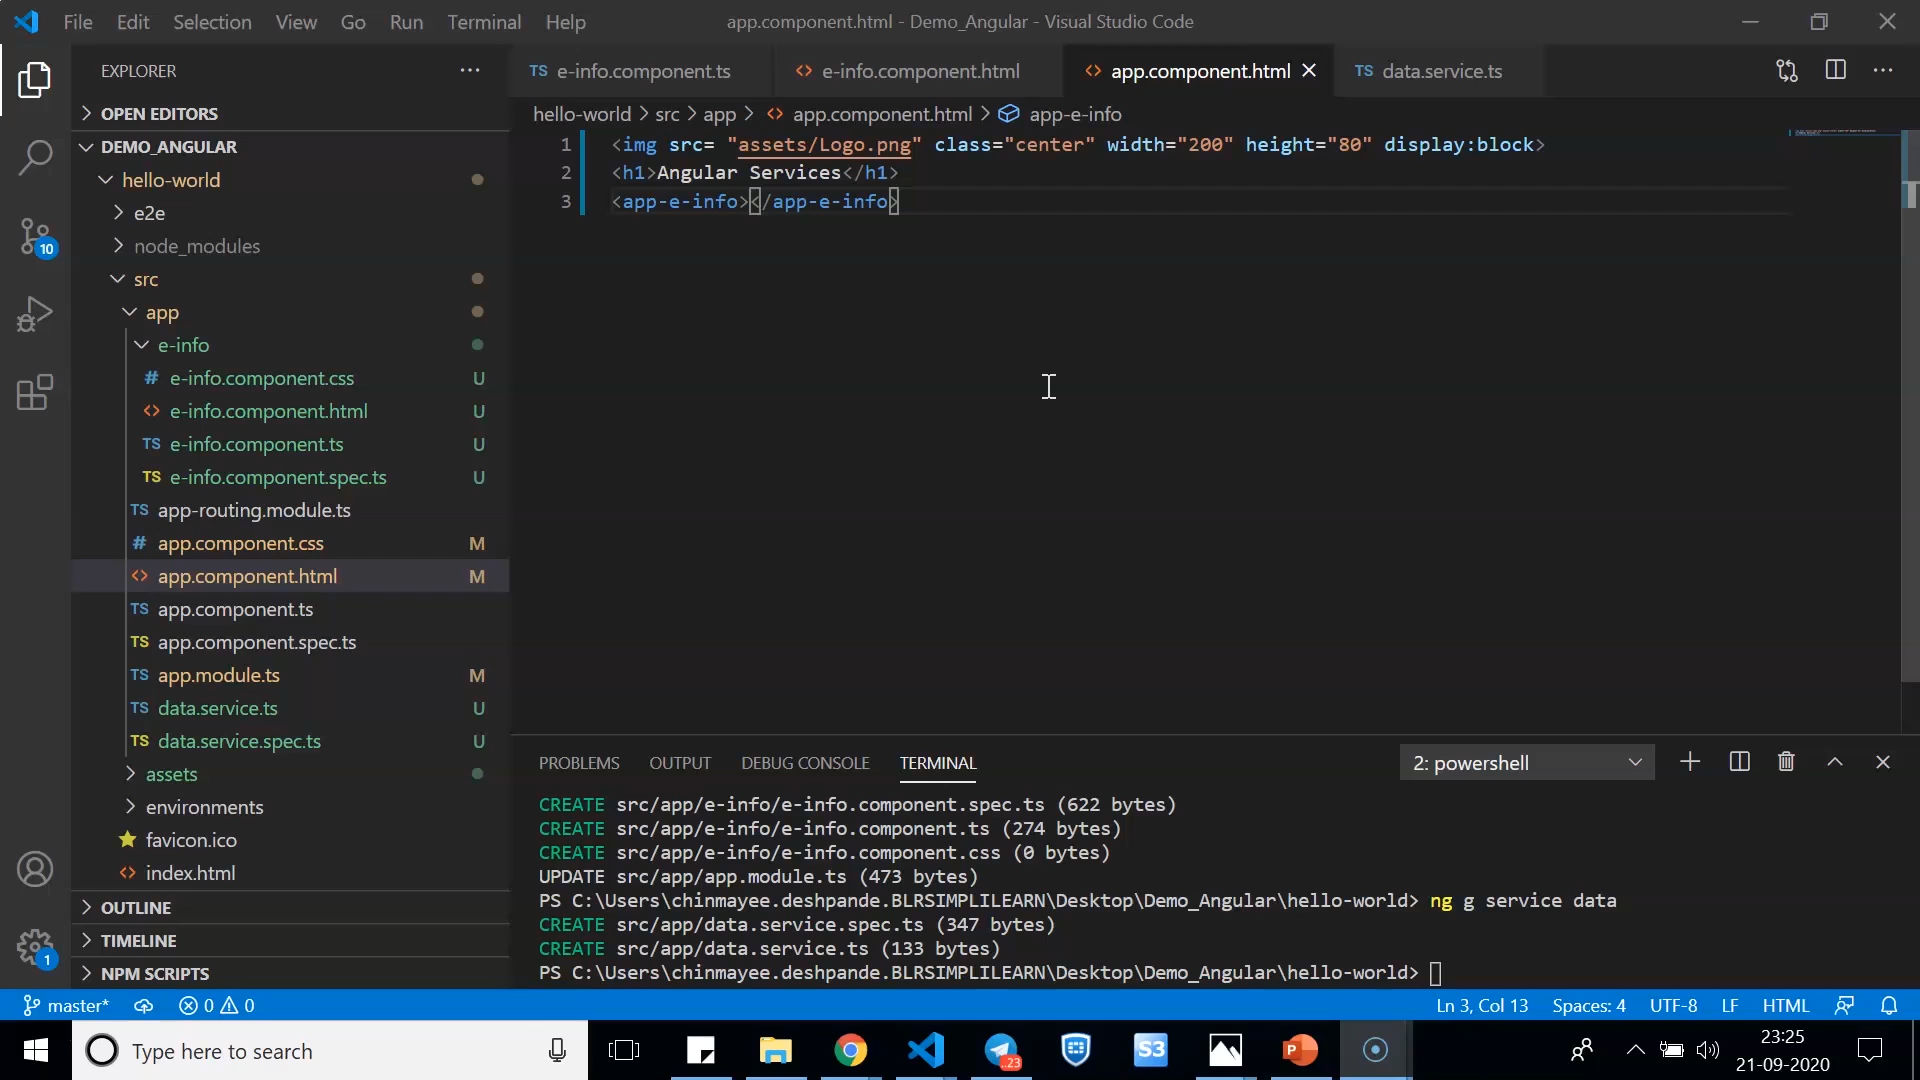 File Edit Selection View Go Run Terminal Help app.component.html - Demo_Angular - Visual Studio Code
EXPLORER
e-info.component.ts
e-info.component.html
app.component.html
TS data.service.ts
OPEN EDITORS
hello-world > src > app > <> app.component.html > app-e-info
DEMO_ANGULAR
hello-world
e2e
node_modules
src
app
e-info
# e-info.component.css U
<> e-info.component.html U
TS e-info.component.ts U
TS e-info.component.spec.ts U
TS app-routing.module.ts
# app.component.css M
<> app.component.html M
TS app.component.ts
TS app.component.spec.ts
TS app.module.ts M
TS data.service.ts U
TS data.service.spec.ts U
assets
environments
favicon.ico
<> index.html
OUTLINE
TIMELINE
NPM SCRIPTS
10
1
1 <img src= "assets/Logo.png" class="center" width="200" height="80" display:block>
2 <h1>Angular Services</h1>
3 <app-e-info></app-e-info>
PROBLEMS OUTPUT DEBUG CONSOLE TERMINAL 2: powershell
CREATE src/app/e-info/e-info.component.spec.ts (622 bytes)
CREATE src/app/e-info/e-info.component.ts (274 bytes)
CREATE src/app/e-info/e-info.component.css (0 bytes)
UPDATE src/app/app.module.ts (473 bytes)
PS C:\Users\chinmayee.deshpande.BLRSIMPLILEARN\Desktop\Demo_Angular\hello-world> ng g service data
CREATE src/app/data.service.spec.ts (347 bytes)
CREATE src/app/data.service.ts (133 bytes)
PS C:\Users\chinmayee.deshpande.BLRSIMPLILEARN\Desktop\Demo_Angular\hello-world>
master* 0 0 Ln 3, Col 13 Spaces: 4 UTF-8 LF HTML
Type here to search
..23
S3
P
23:25
21-09-2020